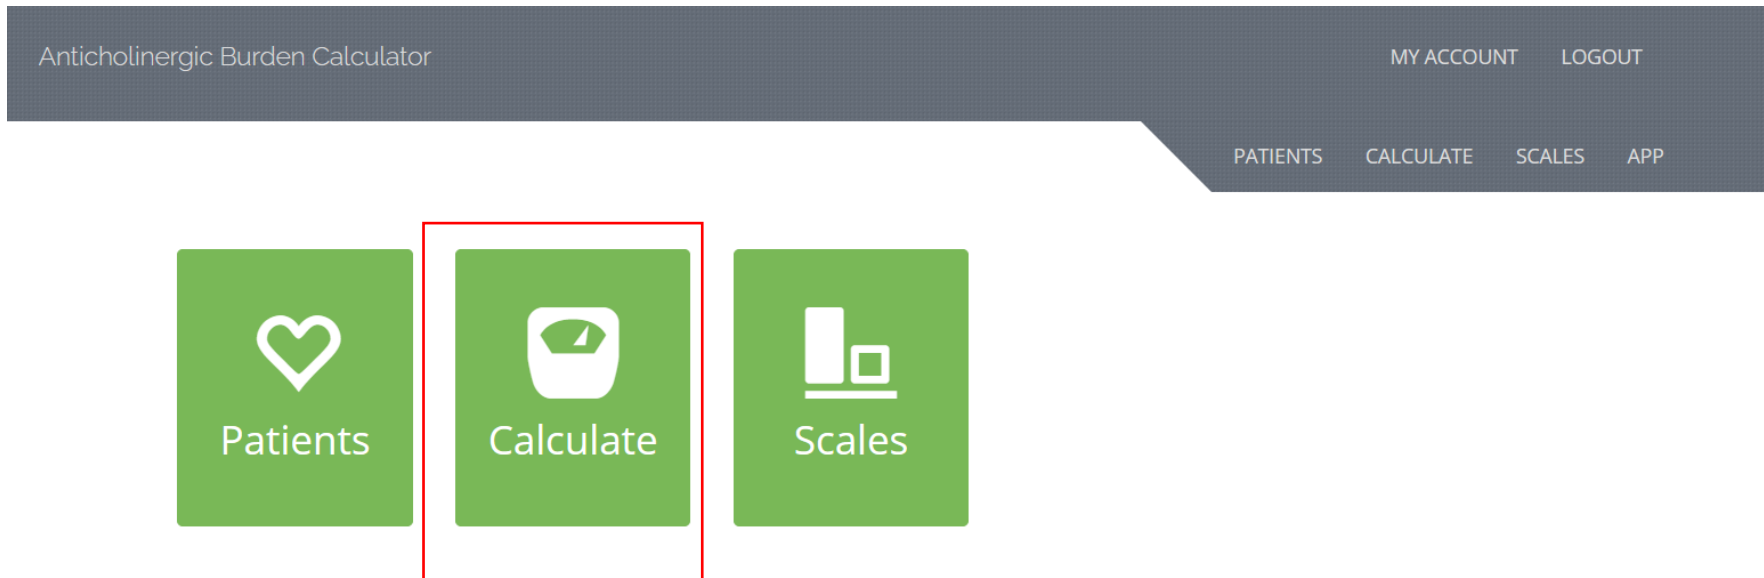 Anticholinergic Burden Calculator
MY ACCOUNT LOGOUT
PATIENTS CALCULATE SCALES APP
Patients Calculate Scales